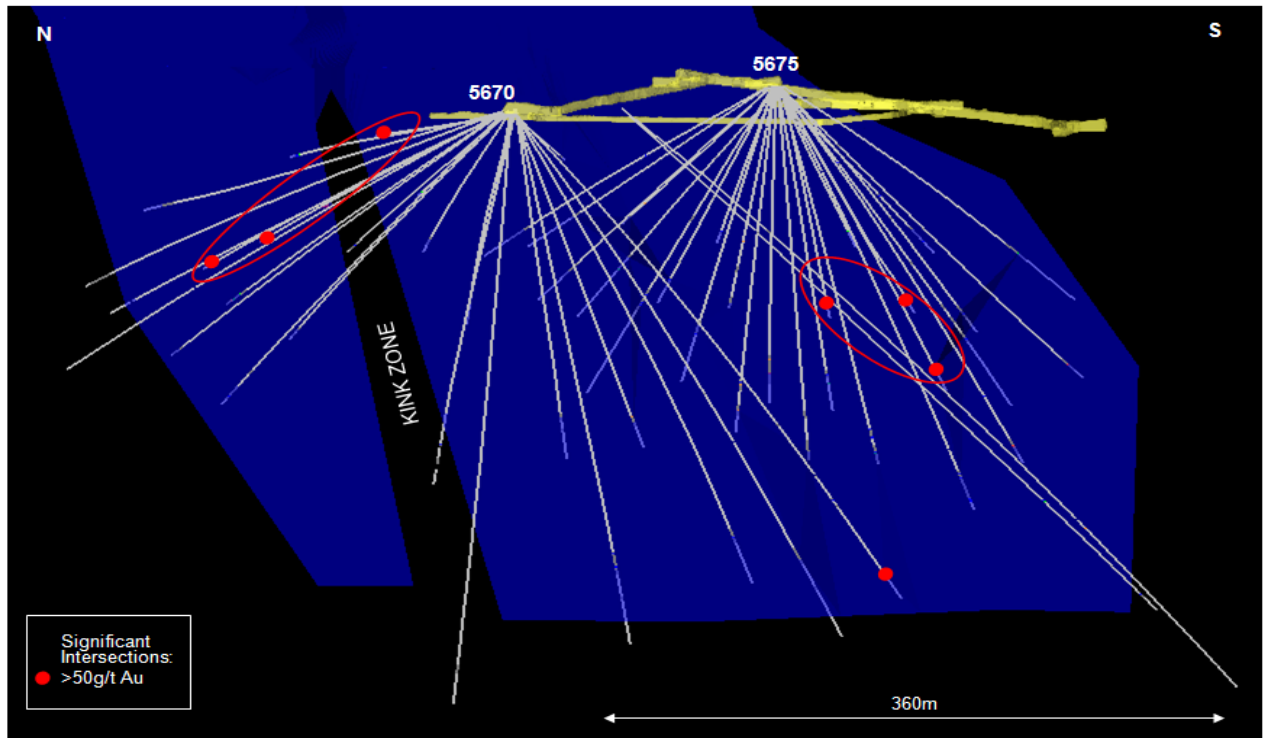 N
S
5675
5670
KINK ZONE
Significant
Intersections:
>50g/t Au
360m